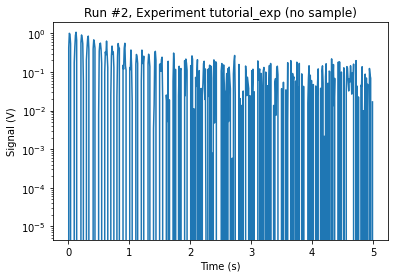 Run #2, Experiment tutorial_exp (no sample)
10⁰
10⁻¹
10⁻²
10⁻³
10⁻⁴
10⁻⁵
Signal (V)
0 1 2 3 4 5
Time (s)